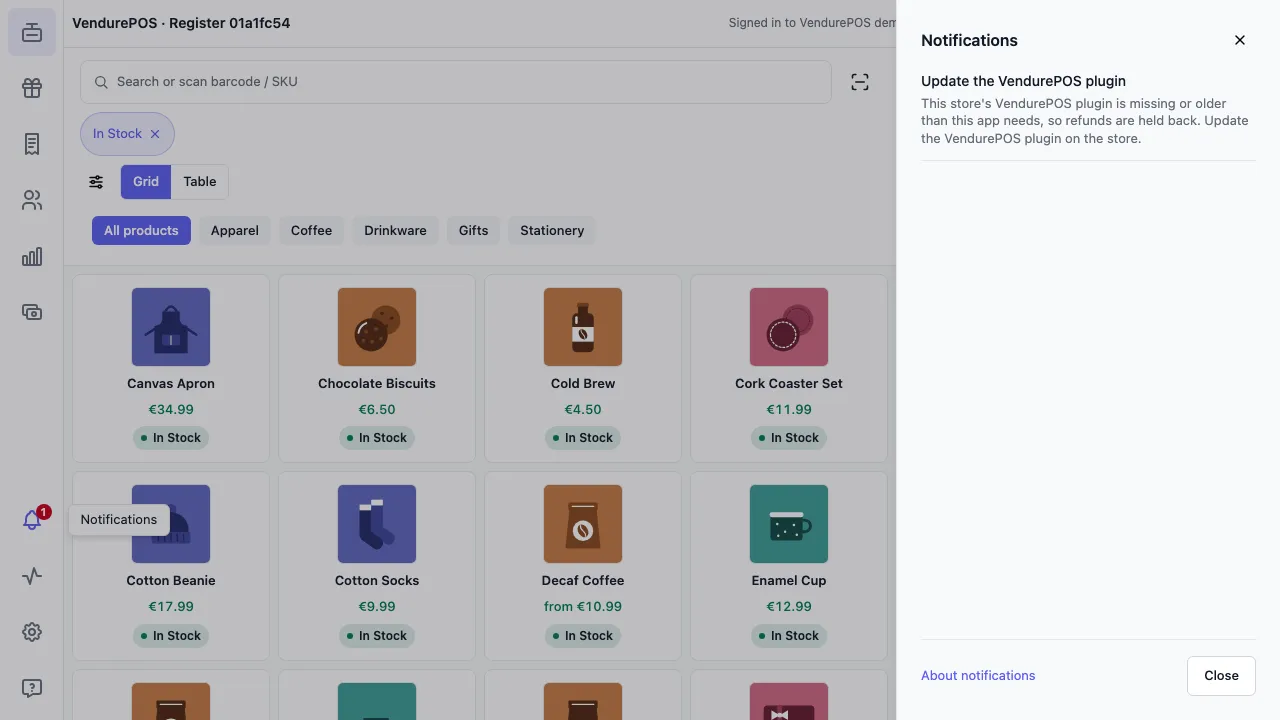 VendurePOS · Register 01a1fc54
Signed in to VendurePOS dem
Search or scan barcode / SKU
In Stock
Grid
Table
All products
Apparel
Coffee
Drinkware
Gifts
Stationery
Canvas Apron
€34.99
In Stock
Chocolate Biscuits
€6.50
In Stock
Cold Brew
€4.50
In Stock
Cork Coaster Set
€11.99
In Stock
1
Notifications
Cotton Beanie
€17.99
In Stock
Cotton Socks
€9.99
In Stock
Decaf Coffee
from €10.99
In Stock
Enamel Cup
€12.99
In Stock
Notifications
Update the VendurePOS plugin
This store's VendurePOS plugin is missing or older
than this app needs, so refunds are held back. Update
the VendurePOS plugin on the store.
About notifications
Close